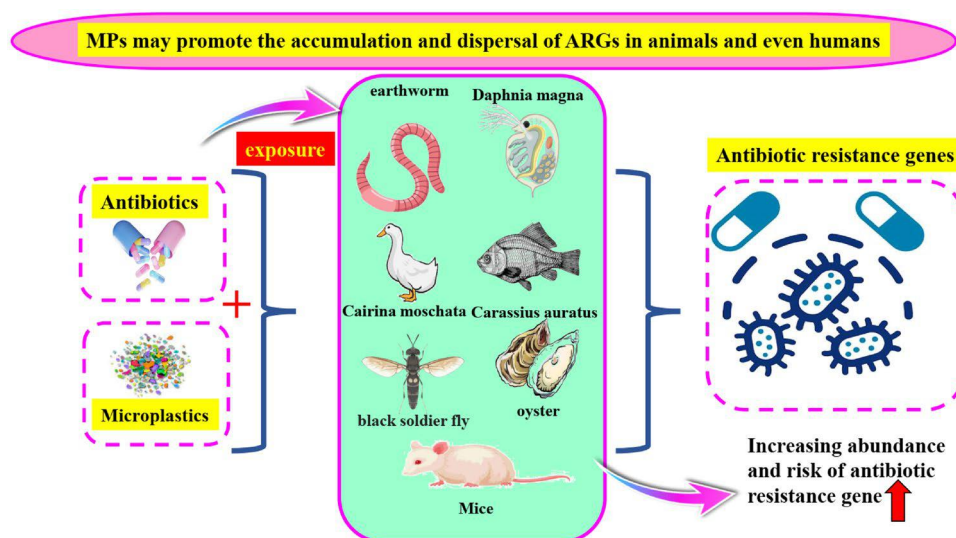 MPs may promote the accumulation and dispersal of ARGs in animals and even humans
earthworm
Daphnia magna
exposure
Antibiotics
+
Microplastics
Cairina moschata
Carassius auratus
black soldier fly
oyster
Mice
Antibiotic resistance genes
Increasing abundance
and risk of antibiotic
resistance gene